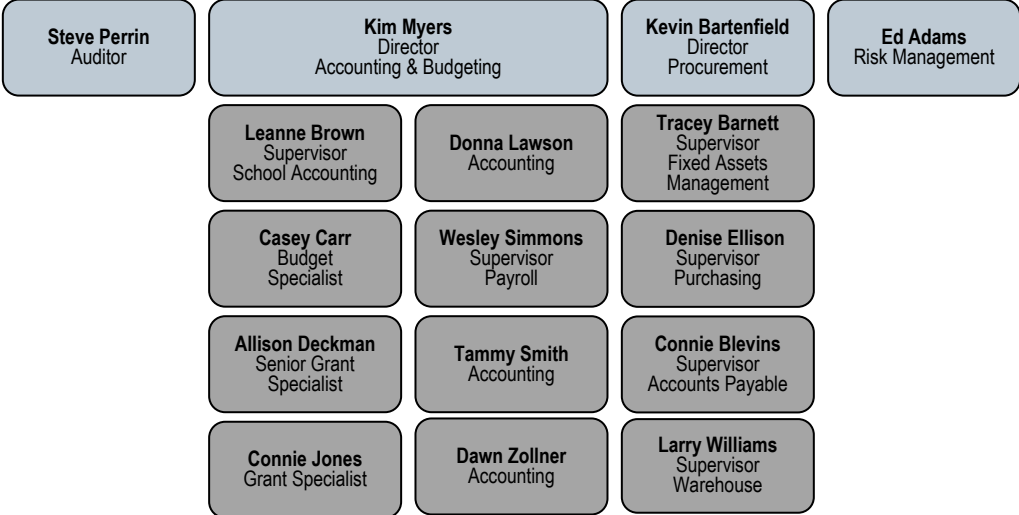 Steve Perrin
Auditor
Kim Myers
Director
Accounting & Budgeting
Kevin Bartenfield
Director
Procurement
Ed Adams
Risk Management
Leanne Brown
Supervisor
School Accounting
Donna Lawson
Accounting
Tracey Barnett
Supervisor
Fixed Assets
Management
Casey Carr
Budget
Specialist
Wesley Simmons
Supervisor
Payroll
Denise Ellison
Supervisor
Purchasing
Allison Deckman
Senior Grant
Specialist
Tammy Smith
Accounting
Connie Blevins
Supervisor
Accounts Payable
Connie Jones
Grant Specialist
Dawn Zollner
Accounting
Larry Williams
Supervisor
Warehouse